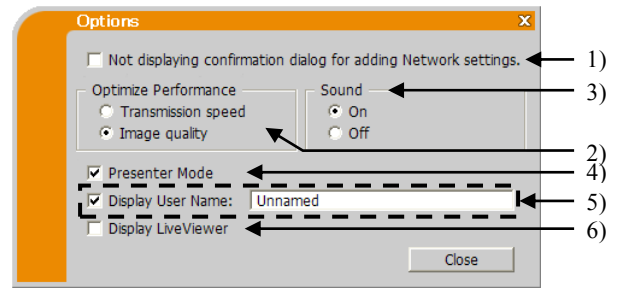 Options x
Not displaying confirmation dialog for adding Network settings. 1)
Optimize Performance Sound 3)
Transmission speed On
Image quality Off
2)
Presenter Mode 4)
Display User Name: Unnamed 5)
Display LiveViewer 6)
Close